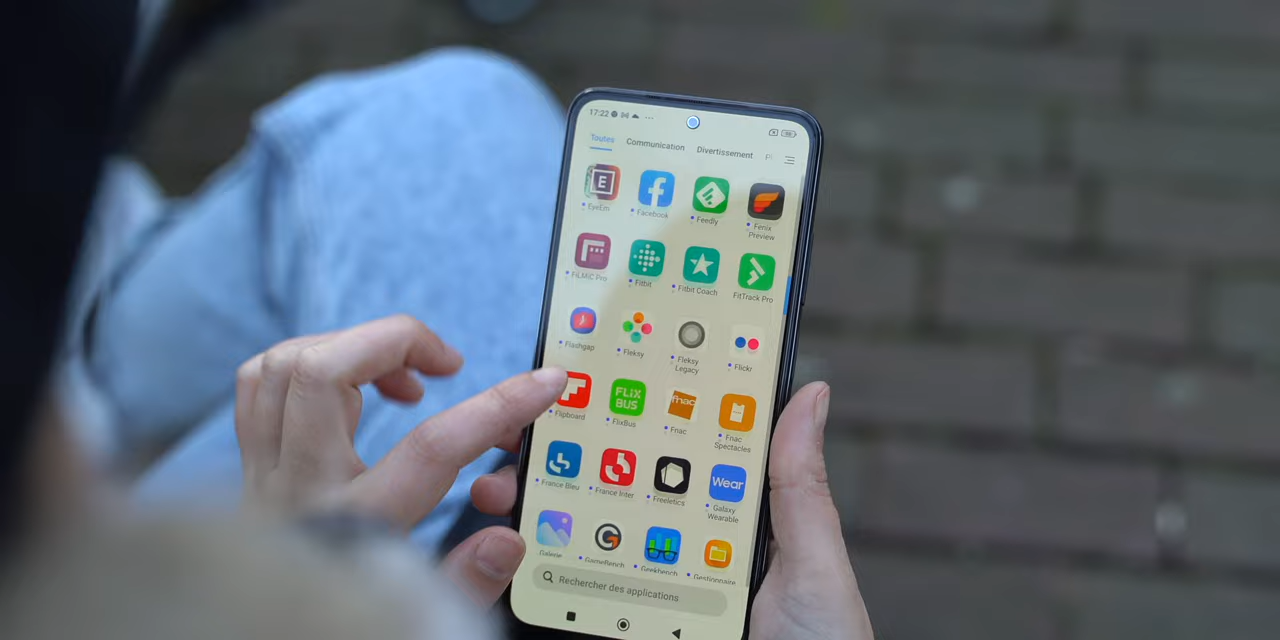 17:22
Toutes Communication Divertissement
E
EyeEm Facebook Feedly Fenix
Preview
FiLMiC Pro Fitbit Fitbit Coach FitTrack Pro
Flashgap Fleksy Fleksy
Legacy
Flickr
FLiX
BUS
fnac
Flipboard FlixBus Fnac Fnac
Spectacles
Wear
France Bleu France Inter Freeletics Galaxy
Wearable
Galerie GameBench Geekbench Gestionnaire
Rechercher des applications